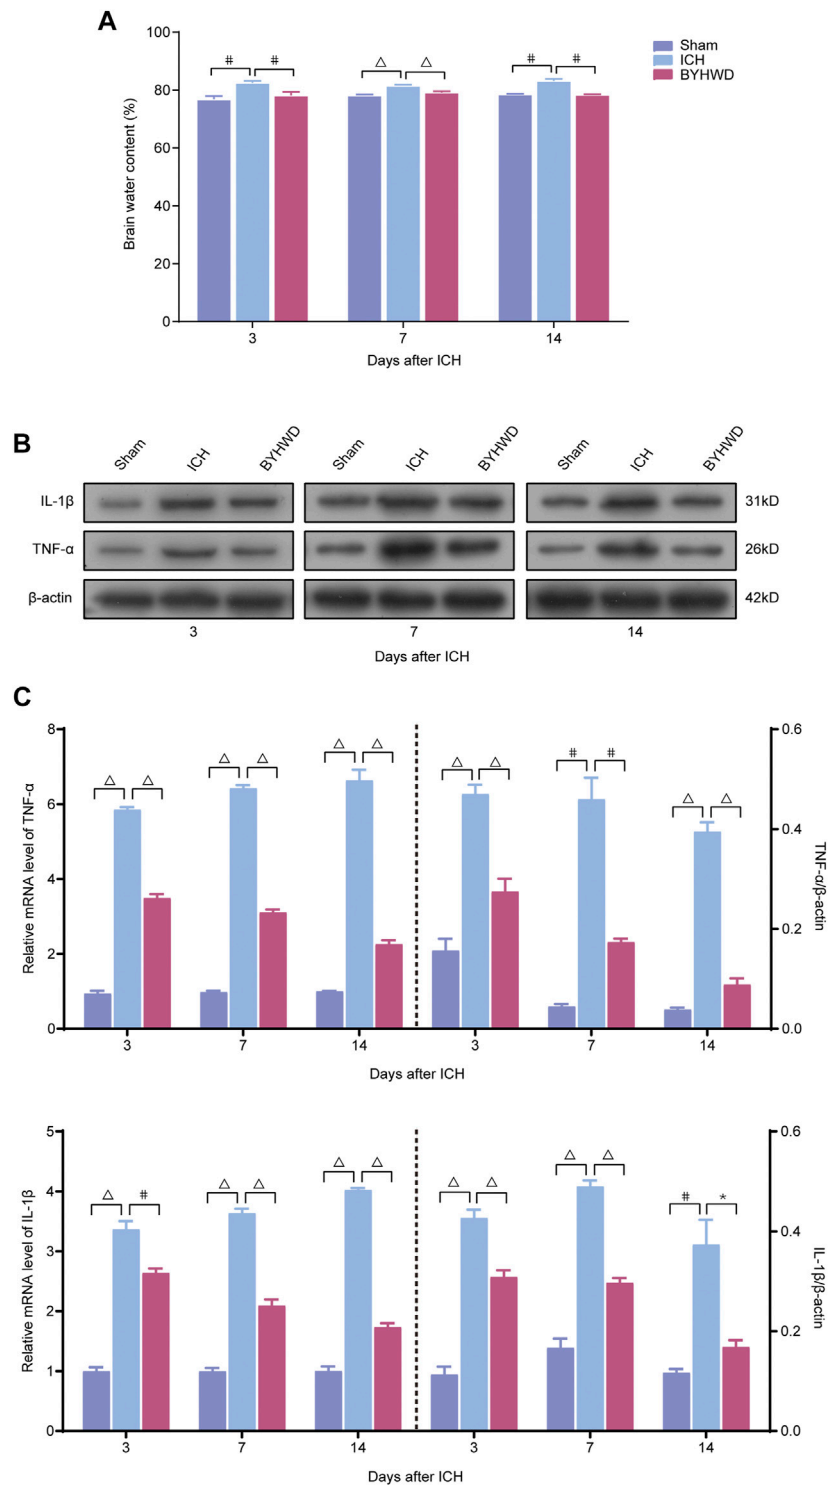 A
100
80
60
40
20
0
Brain water content (%)
# # △ △ # #
Sham
ICH
BYHWD
3 7 14
Days after ICH
B
Sham ICH BYHWD Sham ICH BYHWD Sham ICH BYHWD
IL-1β 31kD
TNF-α 26kD
β-actin 42kD
3 7 14
Days after ICH
C
8
6
4
2
0
Relative mRNA level of TNF-α
△ △ △ △ △ △ △ △ # # △ △
0.6
0.4
0.2
0.0
TNF-α/β-actin
3 7 14 3 7 14
Days after ICH
5
4
3
2
1
0
Relative mRNA level of IL-1β
△ # △ △ △ △ △ △ △ △ # *
0.6
0.4
0.2
0.0
IL-1β/β-actin
3 7 14 3 7 14
Days after ICH